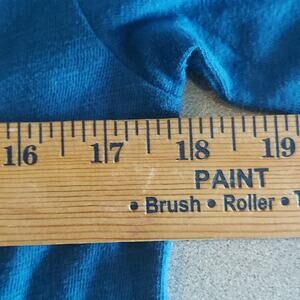 16 17 18 19
PAINT
• Brush • Roller •